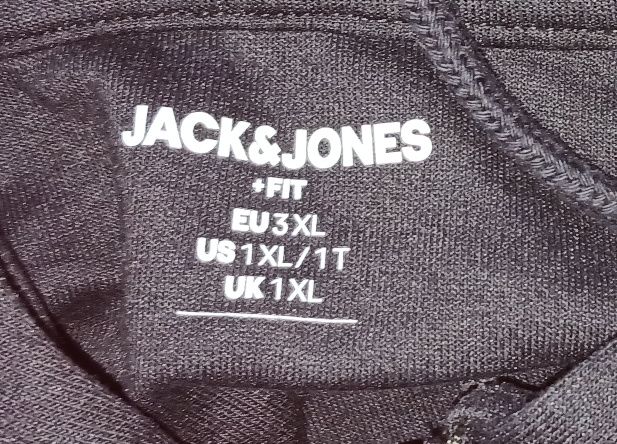 JACK&JONES
+FIT
EU 3XL
US 1XL/1T
UK 1XL